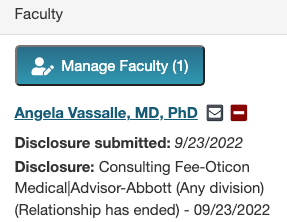 Faculty
Manage Faculty (1)
Angela Vassalle, MD, PhD
Disclosure submitted: 9/23/2022
Disclosure: Consulting Fee-Oticon
Medical|Advisor-Abbott (Any division)
(Relationship has ended) - 09/23/2022